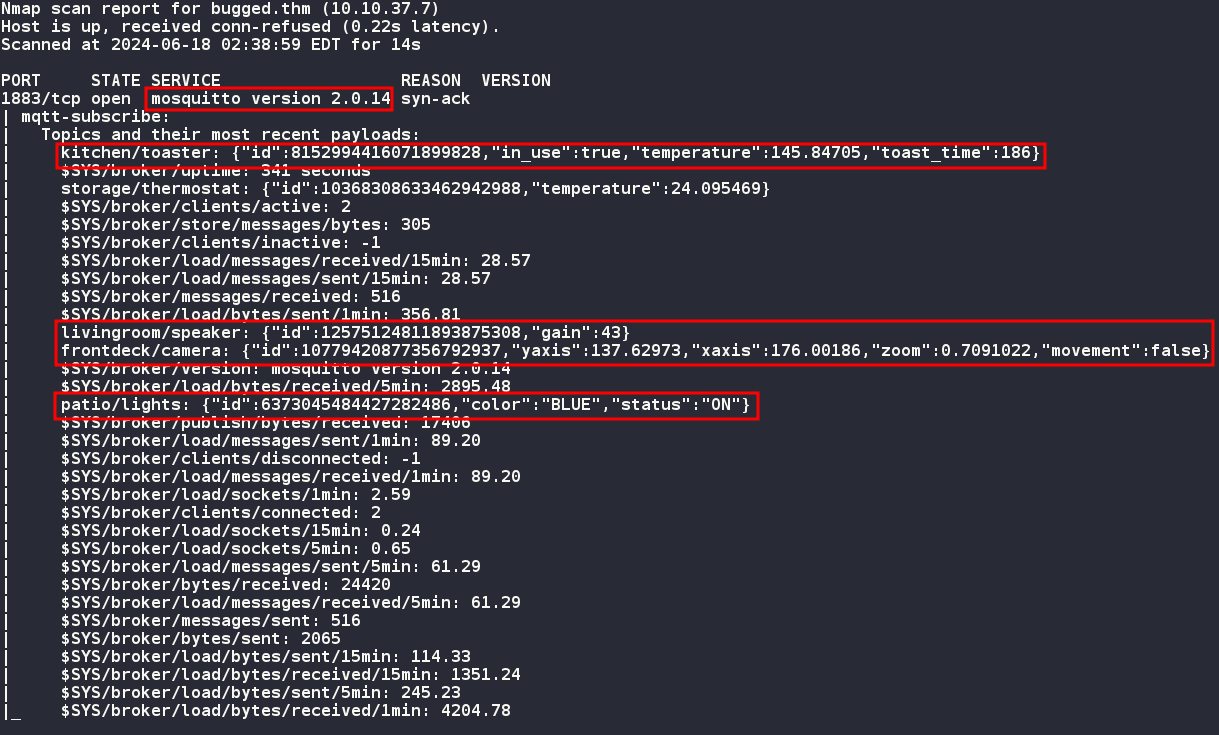 Nmap scan report for bugged.thm (10.10.37.7)
Host is up, received conn-refused (0.22s latency).
Scanned at 2024-06-18 02:38:59 EDT for 14s
PORT     STATE SERVICE                  REASON  VERSION
1883/tcp open  mosquitto version 2.0.14 syn-ack
| mqtt-subscribe:
|   Topics and their most recent payloads:
|     kitchen/toaster: {"id":8152994416071899828,"in_use":true,"temperature":145.84705,"toast_time":186}
|     $SYS/broker/uptime: 341 seconds
|     storage/thermostat: {"id":10368308633462942988,"temperature":24.095469}
|     $SYS/broker/clients/active: 2
|     $SYS/broker/store/messages/bytes: 305
|     $SYS/broker/clients/inactive: -1
|     $SYS/broker/load/messages/received/15min: 28.57
|     $SYS/broker/load/messages/sent/15min: 28.57
|     $SYS/broker/messages/received: 516
|     $SYS/broker/load/bytes/sent/1min: 356.81
|     livingroom/speaker: {"id":12575124811893875308,"gain":43}
|     frontdeck/camera: {"id":10779420877356792937,"yaxis":137.62973,"xaxis":176.00186,"zoom":0.7091022,"movement":false}
|     $SYS/broker/version: mosquitto version 2.0.14
|     $SYS/broker/load/bytes/received/5min: 2895.48
|     patio/lights: {"id":6373045484427282486,"color":"BLUE","status":"ON"}
|     $SYS/broker/publish/bytes/received: 17406
|     $SYS/broker/load/messages/sent/1min: 89.20
|     $SYS/broker/clients/disconnected: -1
|     $SYS/broker/load/messages/received/1min: 89.20
|     $SYS/broker/load/sockets/1min: 2.59
|     $SYS/broker/clients/connected: 2
|     $SYS/broker/load/sockets/15min: 0.24
|     $SYS/broker/load/sockets/5min: 0.65
|     $SYS/broker/load/messages/sent/5min: 61.29
|     $SYS/broker/bytes/received: 24420
|     $SYS/broker/load/messages/received/5min: 61.29
|     $SYS/broker/messages/sent: 516
|     $SYS/broker/bytes/sent: 2065
|     $SYS/broker/load/bytes/sent/15min: 114.33
|     $SYS/broker/load/bytes/received/15min: 1351.24
|     $SYS/broker/load/bytes/sent/5min: 245.23
|_    $SYS/broker/load/bytes/received/1min: 4204.78